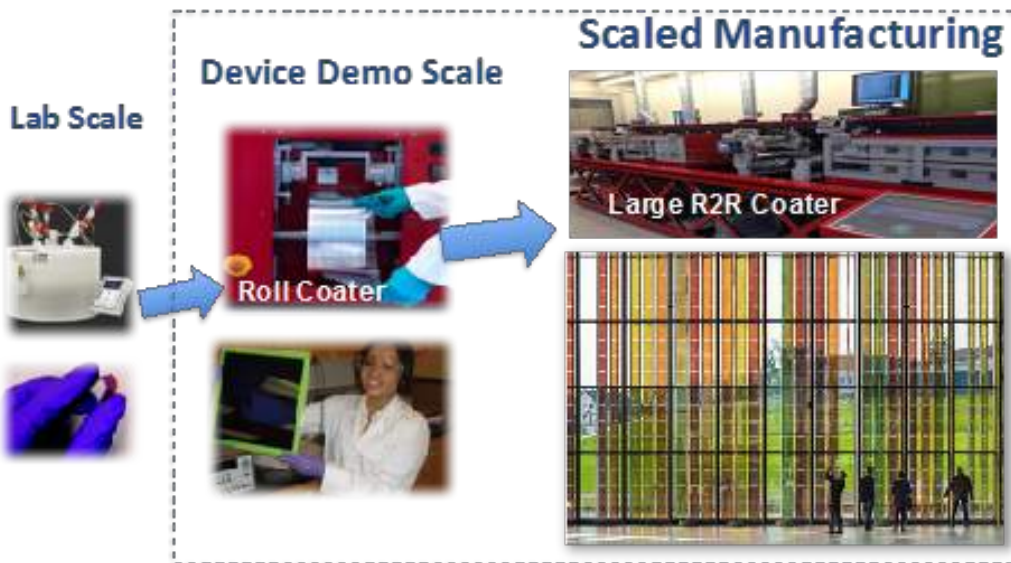 Scaled Manufacturing
Device Demo Scale
Lab Scale
Large R2R Coater
Roll Coater